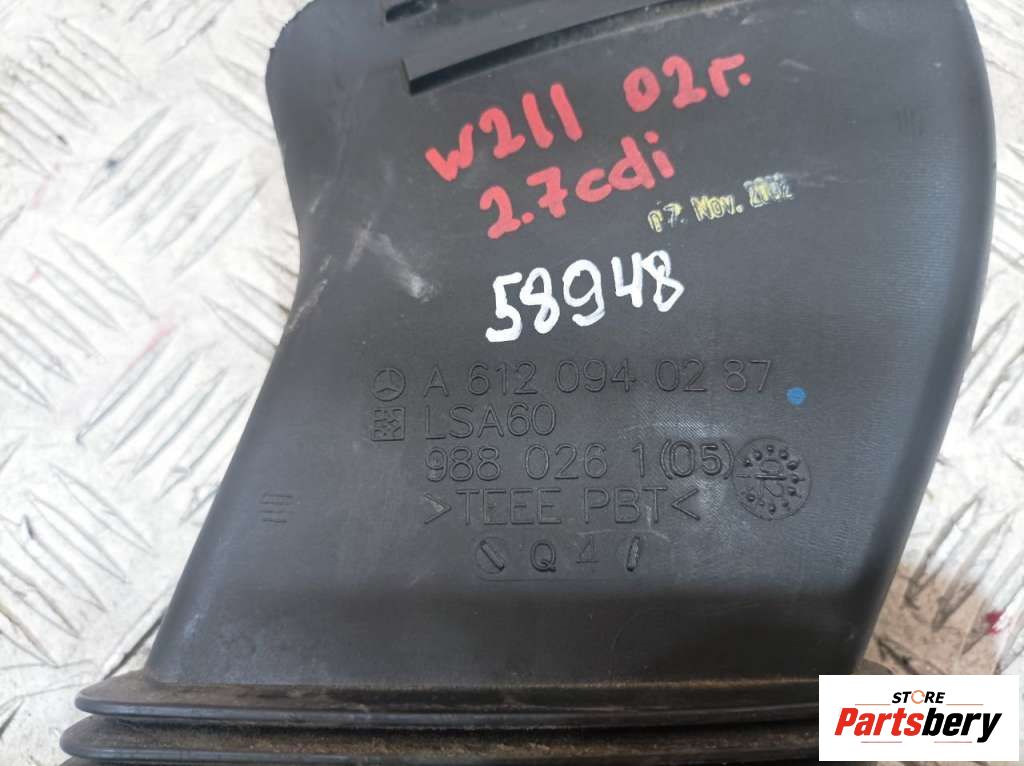 w211 02г.
2.7cdi
07. Nov. 2002
58948
A 612 094 02 87
LSA60
988 026 1(05)
>TEEE PBT<
Q 4
STORE
Partsbery